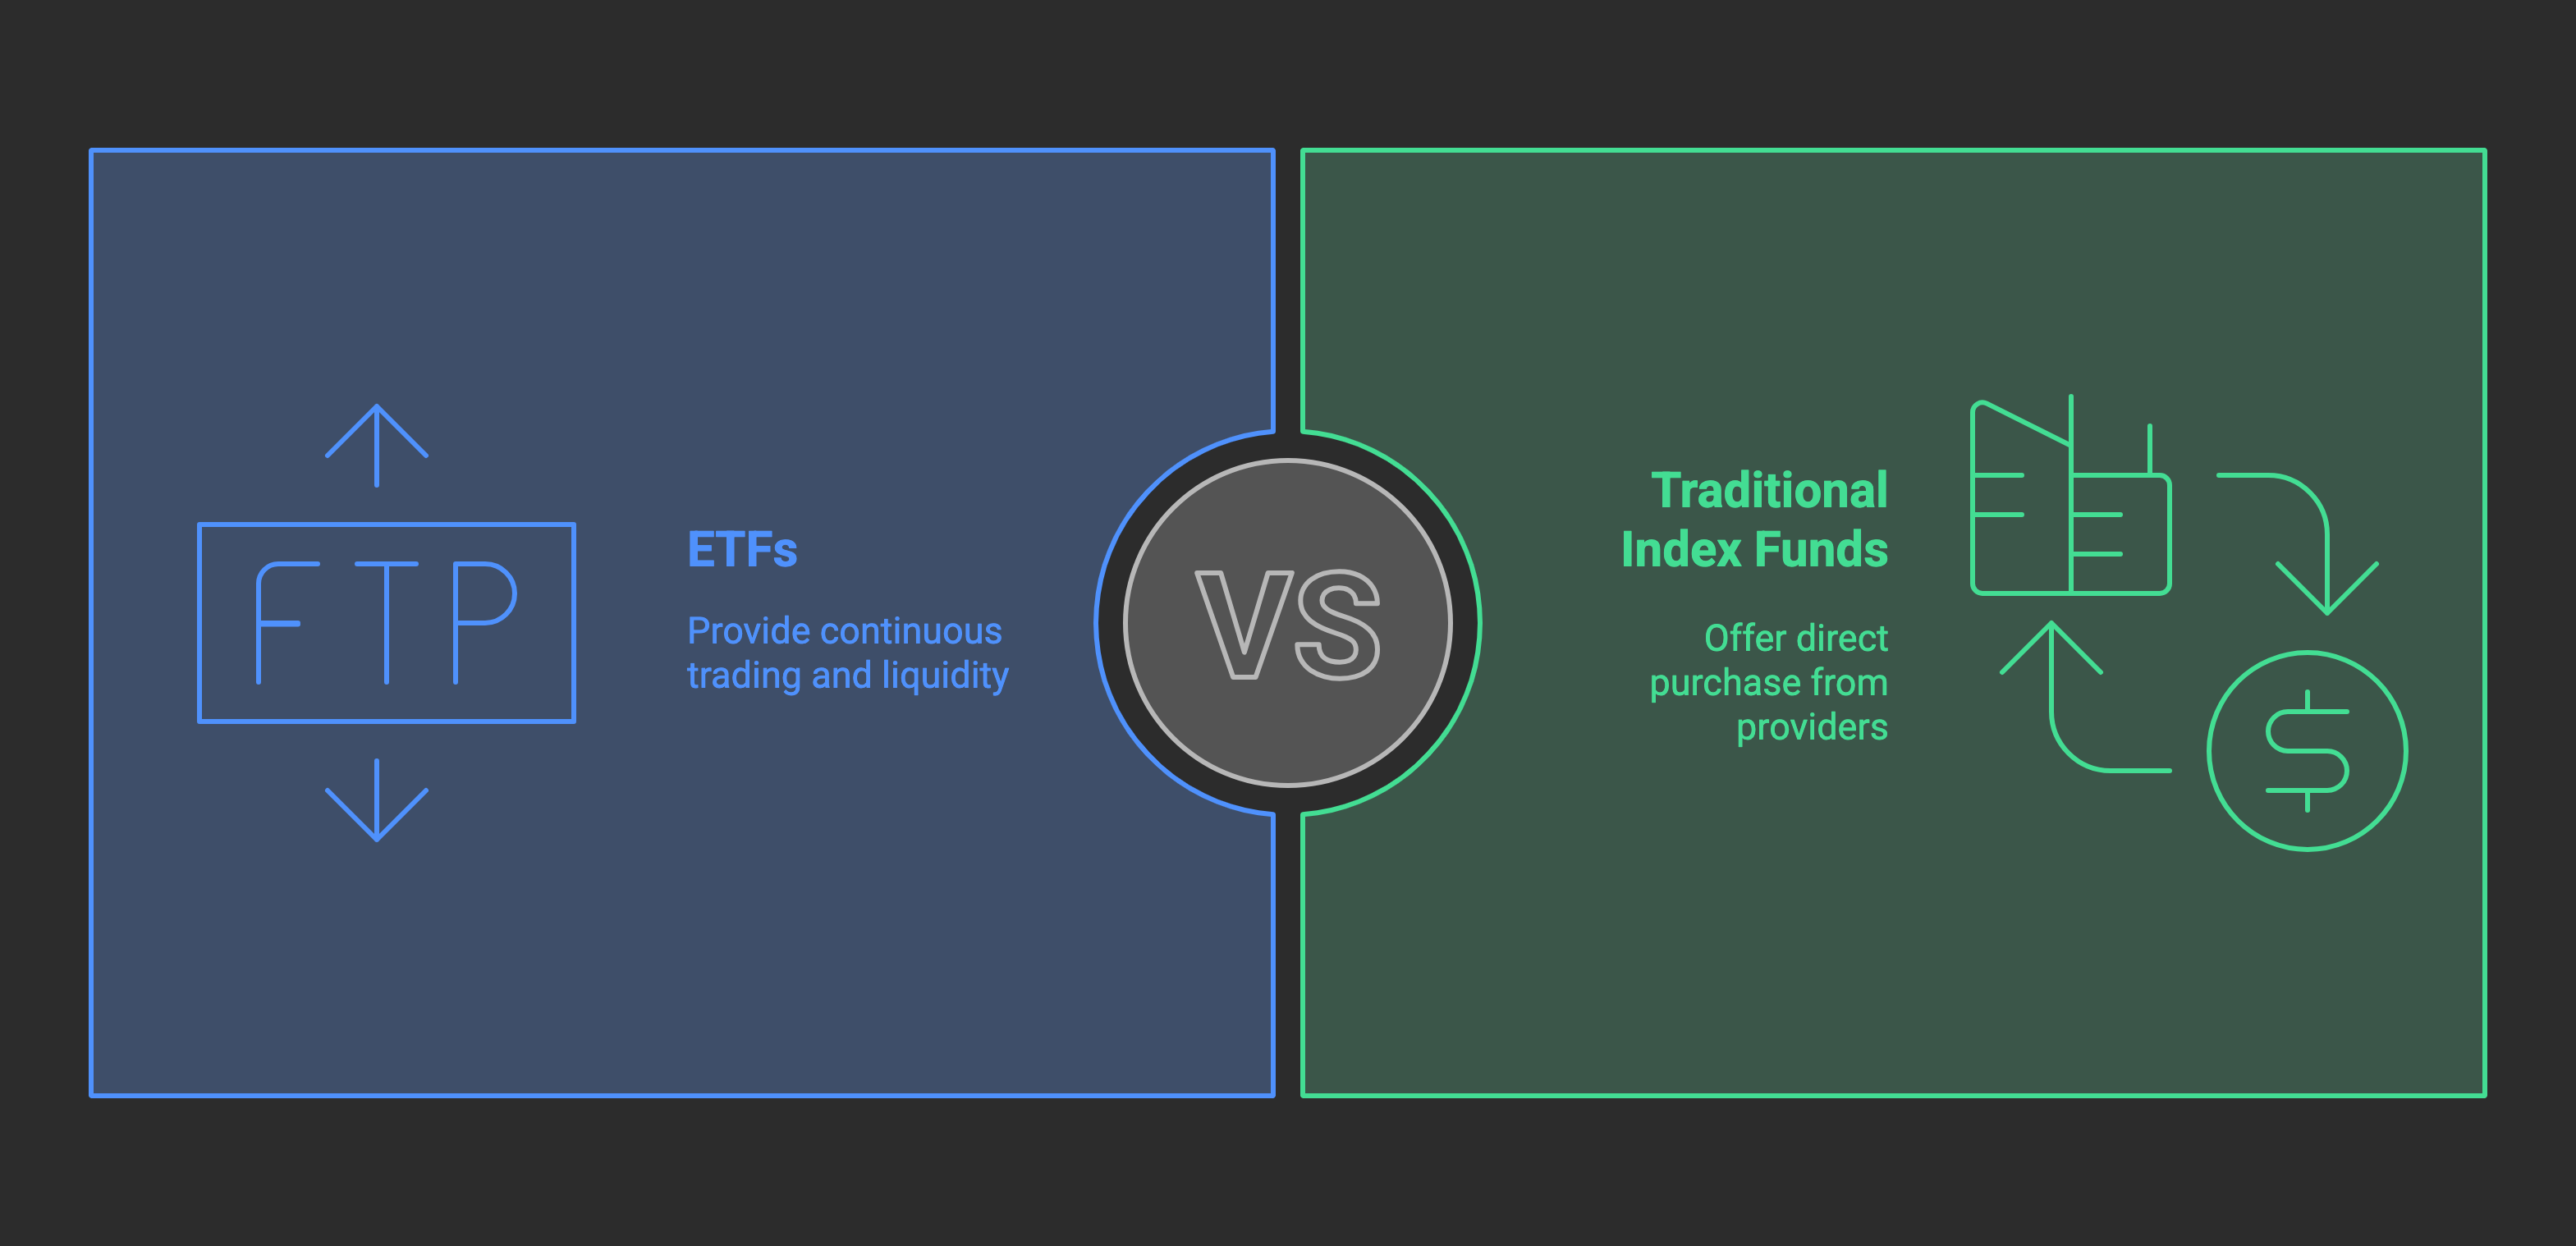 FTP
ETFs
Provide continuous
trading and liquidity
VS
Traditional
Index Funds
Offer direct
purchase from
providers
$